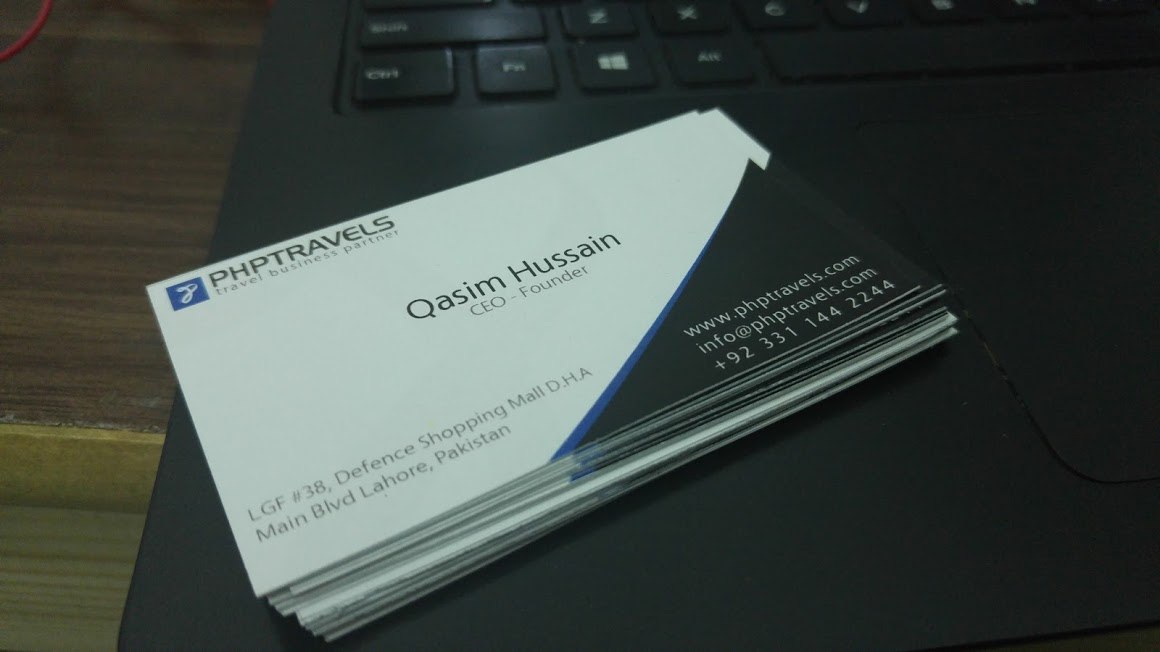 Z X C V B
Ctrl Fn Alt
PHPTRAVELS
travel business partner
Qasim Hussain
CEO - Founder
www.phptravels.com
info@phptravels.com
+92 331 144 2244
LGF #38, Defence Shopping Mall D.H.A
Main Blvd Lahore, Pakistan